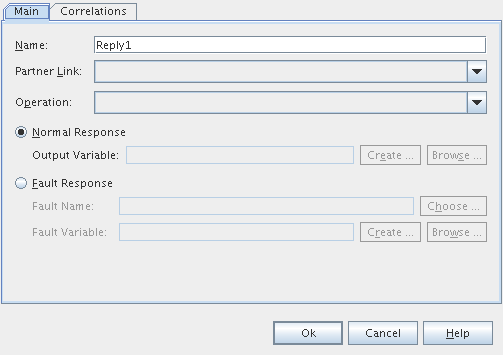 Main Correlations
Name: Reply1
Partner Link:
Operation:
Normal Response
Output Variable: Create ... Browse ...
Fault Response
Fault Name: Choose ...
Fault Variable: Create ... Browse ...
Ok Cancel Help